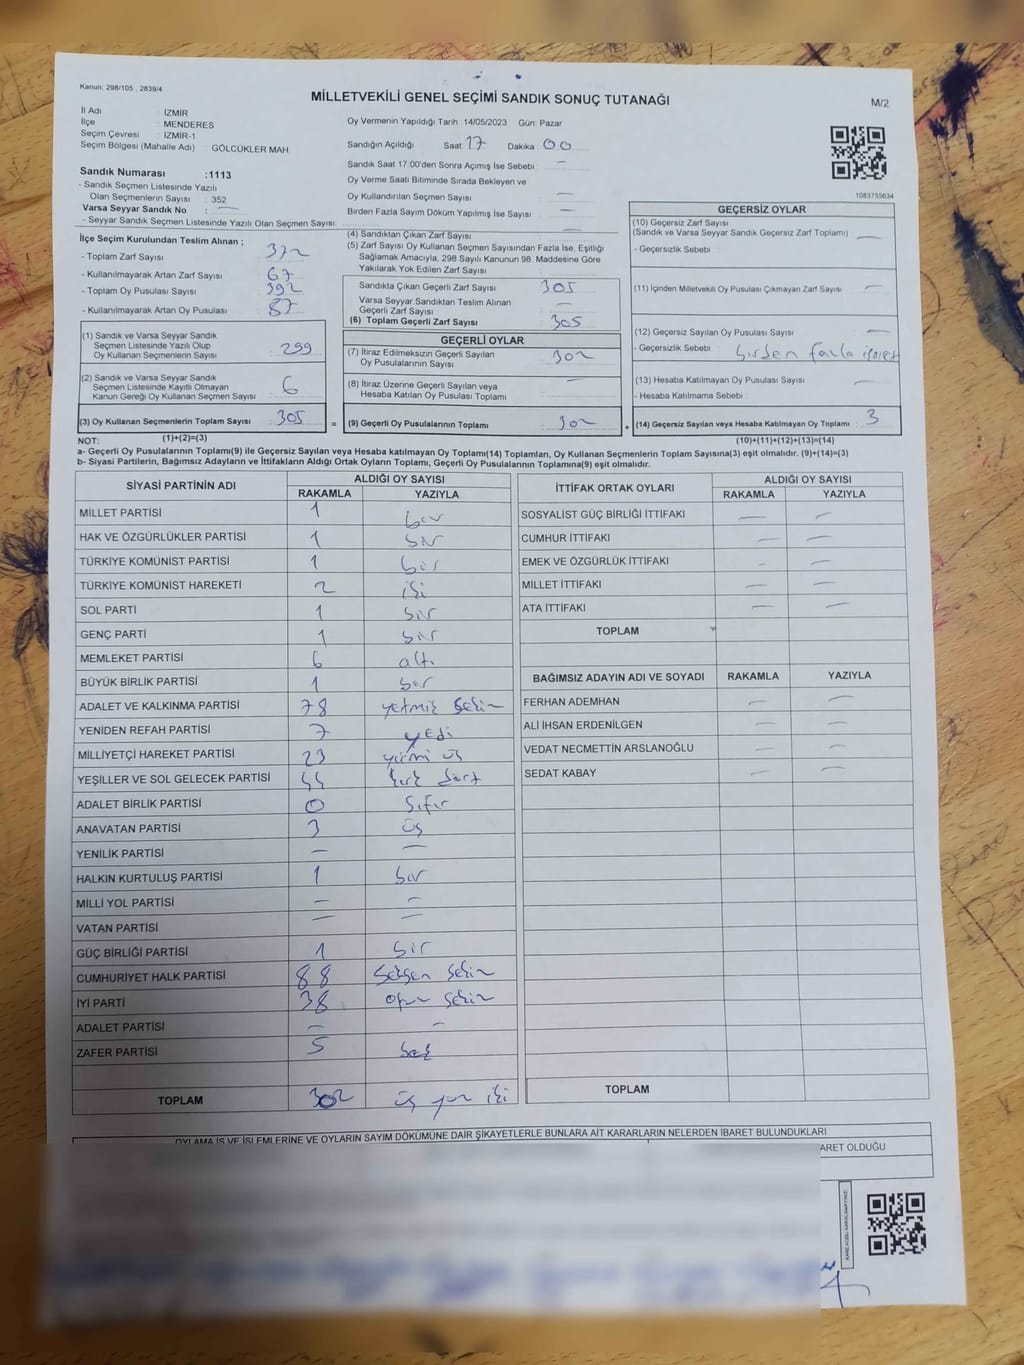 Kanun; 298/105 , 2839/4
MİLLETVEKİLİ GENEL SEÇİMİ SANDIK SONUÇ TUTANAĞI
M/2
İl Adı : İZMİR
İlçe : MENDERES
Seçim Çevresi : İZMİR-1
Seçim Bölgesi (Mahalle Adı) : GÖLCÜKLER MAH
Sandık Numarası :1113
- Sandık Seçmen Listesinde Yazılı
Olan Seçmenlerin Sayısı : 352
Varsa Seyyar Sandık No : —
- Seyyar Sandık Seçmen Listesinde Yazılı Olan Seçmen Sayısı:
Oy Vermenin Yapıldığı Tarih :14/05/2023 Gün: Pazar
Sandığın Açıldığı Saat: 17 Dakika: 00
Sandık Saat 17:00'den Sonra Açımış İse Sebebi : —
Oy Verme Saati Bitiminde Sırada Bekleyen ve
Oy Kullandırılan Seçmen Sayısı : —
Birden Fazla Sayım Döküm Yapılmış İse Sayısı : —
1083755634
İlçe Seçim Kurulundan Teslim Alınan ;
- Toplam Zarf Sayısı : 372
- Kullanılmayarak Artan Zarf Sayısı : 67
- Toplam Oy Pusulası Sayısı : 392
- Kullanılmayarak Artan Oy Pusulası : 87
(1) Sandık ve Varsa Seyyar Sandık
Seçmen Listesinde Yazılı Olup
Oy Kullanan Seçmenlerin Sayısı : 299
(2) Sandık ve Varsa Seyyar Sandık
Seçmen Listesinde Kayıtlı Olmayan
Kanun Gereği Oy Kullanan Seçmen Sayısı : 6
(3) Oy Kullanan Seçmenlerin Toplam Sayısı : 305
(4) Sandıktan Çıkan Zarf Sayısı : —
(5) Zarf Sayısı Oy Kullanan Seçmen Sayısından Fazla İse, Eşitliği
Sağlamak Amacıyla, 298 Sayılı Kanunun 98. Maddesine Göre
Yakılarak Yok Edilen Zarf Sayısı : —
Sandıkta Çıkan Geçerli Zarf Sayısı : 305
Varsa Seyyar Sandıktan Teslim Alınan
Geçerli Zarf Sayısı : —
(6) Toplam Geçerli Zarf Sayısı : 305
GEÇERLİ OYLAR
(7) İtiraz Edilmeksizin Geçerli Sayılan
Oy Pusulalarının Sayısı : 302
(8) İtiraz Üzerine Geçerli Sayılan veya
Hesaba Katılan Oy Pusulası Toplamı : —
= (9) Geçerli Oy Pusulalarının Toplamı : 302
GEÇERSİZ OYLAR
(10) Geçersiz Zarf Sayısı
(Sandık ve Varsa Seyyar Sandık Geçersiz Zarf Toplamı) : —
- Geçersizlik Sebebi :
(11) İçinden Milletvekili Oy Pusulası Çıkmayan Zarf Sayısı : —
(12) Geçersiz Sayılan Oy Pusulası Sayısı : —
- Geçersizlik Sebebi : birden fazla işaret
(13) Hesaba Katılmayan Oy Pusulası Sayısı : —
- Hesaba Katılmama Sebebi :
+ (14) Geçersiz Sayılan veya Hesaba Katılmayan Oy Toplamı : 3
NOT: (1)+(2)=(3) (10)+(11)+(12)+(13)=(14)
a- Geçerli Oy Pusulalarının Toplamı(9) ile Geçersiz Sayılan veya Hesaba katılmayan Oy Toplamı(14) Toplamları, Oy Kullanan Seçmenlerin Toplam Sayısına(3) eşit olmalıdır. (9)+(14)=(3)
b- Siyasi Partilerin, Bağımsız Adayların ve İttifakların Aldığı Ortak Oyların Toplamı, Geçerli Oy Pusulalarının Toplamına(9) eşit olmalıdır.
SİYASİ PARTİNİN ADI ALDIĞI OY SAYISI
RAKAMLA YAZIYLA
MİLLET PARTİSİ 1 bir
HAK VE ÖZGÜRLÜKLER PARTİSİ 1 bir
TÜRKİYE KOMÜNİST PARTİSİ 1 bir
TÜRKİYE KOMÜNİST HAREKETİ 2 iki
SOL PARTİ 1 bir
GENÇ PARTİ 1 bir
MEMLEKET PARTİSİ 6 altı
BÜYÜK BİRLİK PARTİSİ 1 bir
ADALET VE KALKINMA PARTİSİ 78 yetmiş sekiz
YENİDEN REFAH PARTİSİ 7 yedi
MİLLİYETÇİ HAREKET PARTİSİ 23 yirmi üç
YEŞİLLER VE SOL GELECEK PARTİSİ 44 kırk dört
ADALET BİRLİK PARTİSİ 0 sıfır
ANAVATAN PARTİSİ 3 üç
YENİLİK PARTİSİ — —
HALKIN KURTULUŞ PARTİSİ 1 bir
MİLLİ YOL PARTİSİ — —
VATAN PARTİSİ — —
GÜÇ BİRLİĞİ PARTİSİ 1 bir
CUMHURİYET HALK PARTİSİ 88 seksen sekiz
İYİ PARTİ 38 otuz sekiz
ADALET PARTİSİ — —
ZAFER PARTİSİ 5 beş
TOPLAM 302 üç yüz iki
İTTİFAK ORTAK OYLARI ALDIĞI OY SAYISI
RAKAMLA YAZIYLA
SOSYALİST GÜÇ BİRLİĞİ İTTİFAKI — —
CUMHUR İTTİFAKI — —
EMEK VE ÖZGÜRLÜK İTTİFAKI — —
MİLLET İTTİFAKI — —
ATA İTTİFAKI — —
TOPLAM
BAĞIMSIZ ADAYIN ADI VE SOYADI RAKAMLA YAZIYLA
FERHAN ADEMHAN — —
ALİ İHSAN ERDENİLGEN — —
VEDAT NECMETTİN ARSLANOĞLU — —
SEDAT KABAY — —
TOPLAM
OYLAMA İŞ VE İŞLEMLERİNE VE OYLARIN SAYIM DÖKÜMÜNE DAİR ŞİKAYETLERLE BUNLARA AİT KARARLARIN NELERDEN İBARET BULUNDUKLARI
ARET OLDUĞU